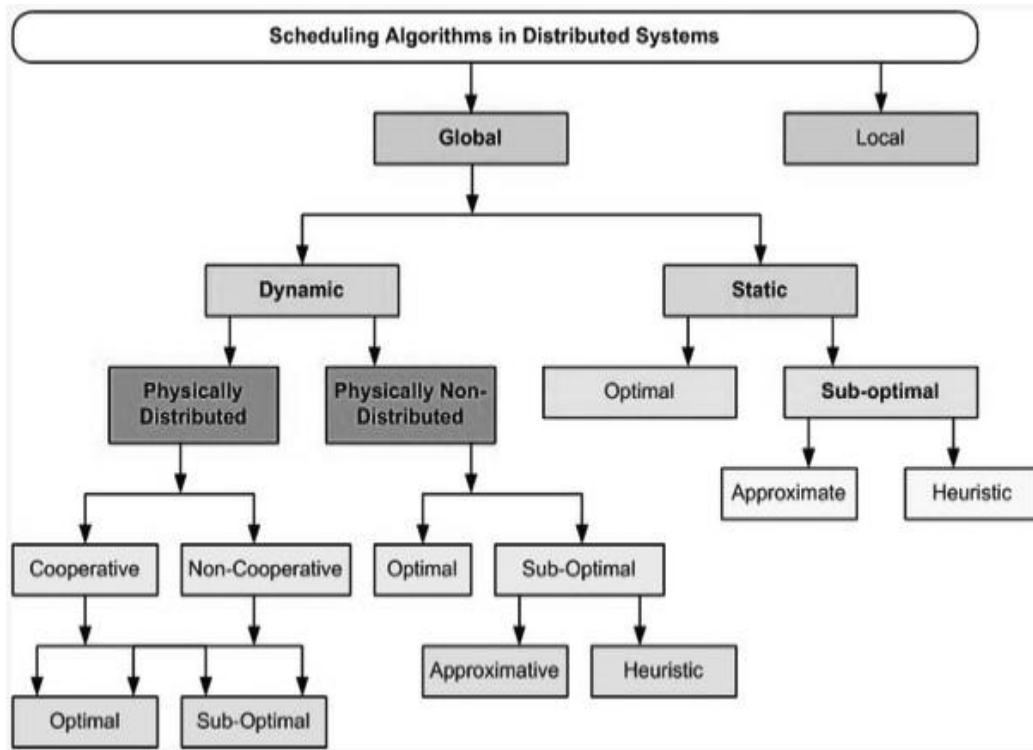 Scheduling Algorithms in Distributed Systems
Global
Local
Dynamic
Static
Physically
Distributed
Physically Non-
Distributed
Optimal
Sub-optimal
Approximate
Heuristic
Cooperative
Non-Cooperative
Optimal
Sub-Optimal
Approximative
Heuristic
Optimal
Sub-Optimal